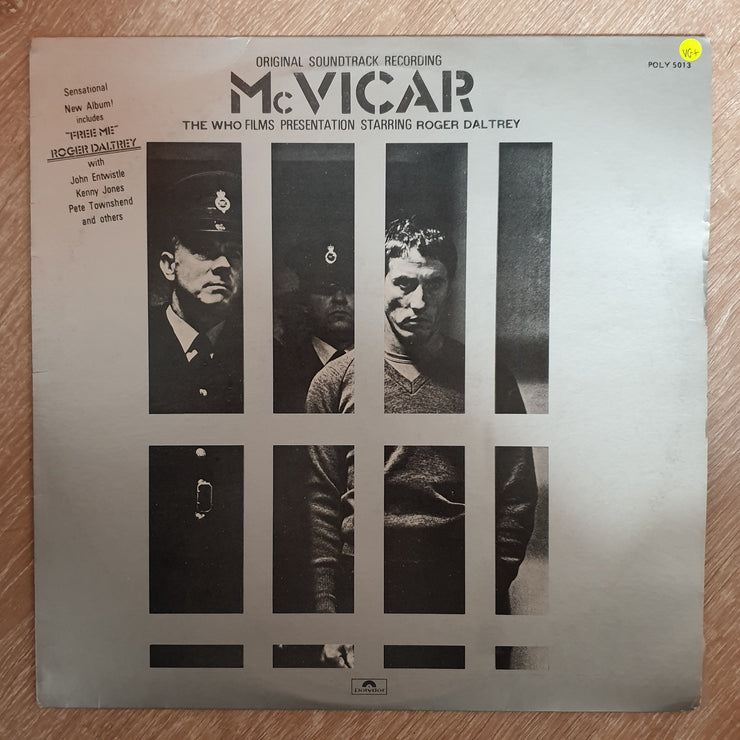 ORIGINAL SOUNDTRACK RECORDING
McVICAR
THE WHO FILMS PRESENTATION STARRING ROGER DALTREY
VG+
POLY 5013
Sensational
New Album!
includes
"FREE ME"
ROGER DALTREY
with
John Entwistle
Kenny Jones
Pete Townshend
and others
Polydor